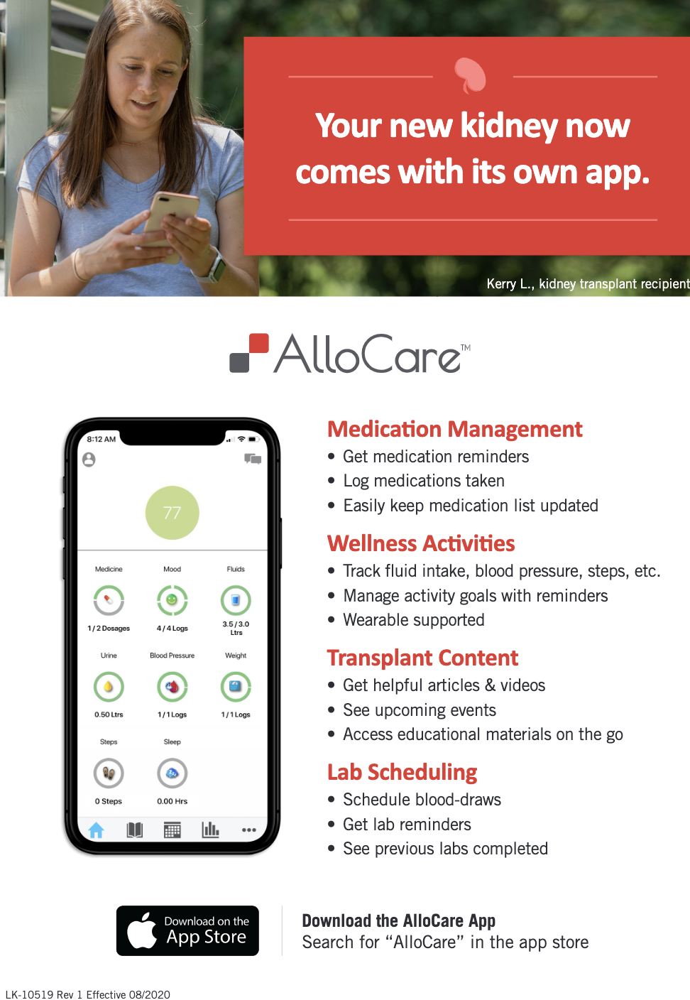 Your new kidney now
comes with its own app.
Kerry L., kidney transplant recipient
AlloCare™
8:12 AM
77
Medicine Mood Fluids
1 / 2 Dosages 4 / 4 Logs 3.5 / 3.0
Ltrs
Urine Blood Pressure Weight
0.50 Ltrs 1 / 1 Logs 1 / 1 Logs
Steps Sleep
0 Steps 0.00 Hrs
Medication Management
• Get medication reminders
• Log medications taken
• Easily keep medication list updated
Wellness Activities
• Track fluid intake, blood pressure, steps, etc.
• Manage activity goals with reminders
• Wearable supported
Transplant Content
• Get helpful articles & videos
• See upcoming events
• Access educational materials on the go
Lab Scheduling
• Schedule blood-draws
• Get lab reminders
• See previous labs completed
Download on the
App Store
Download the AlloCare App
Search for “AlloCare” in the app store
LK-10519 Rev 1 Effective 08/2020